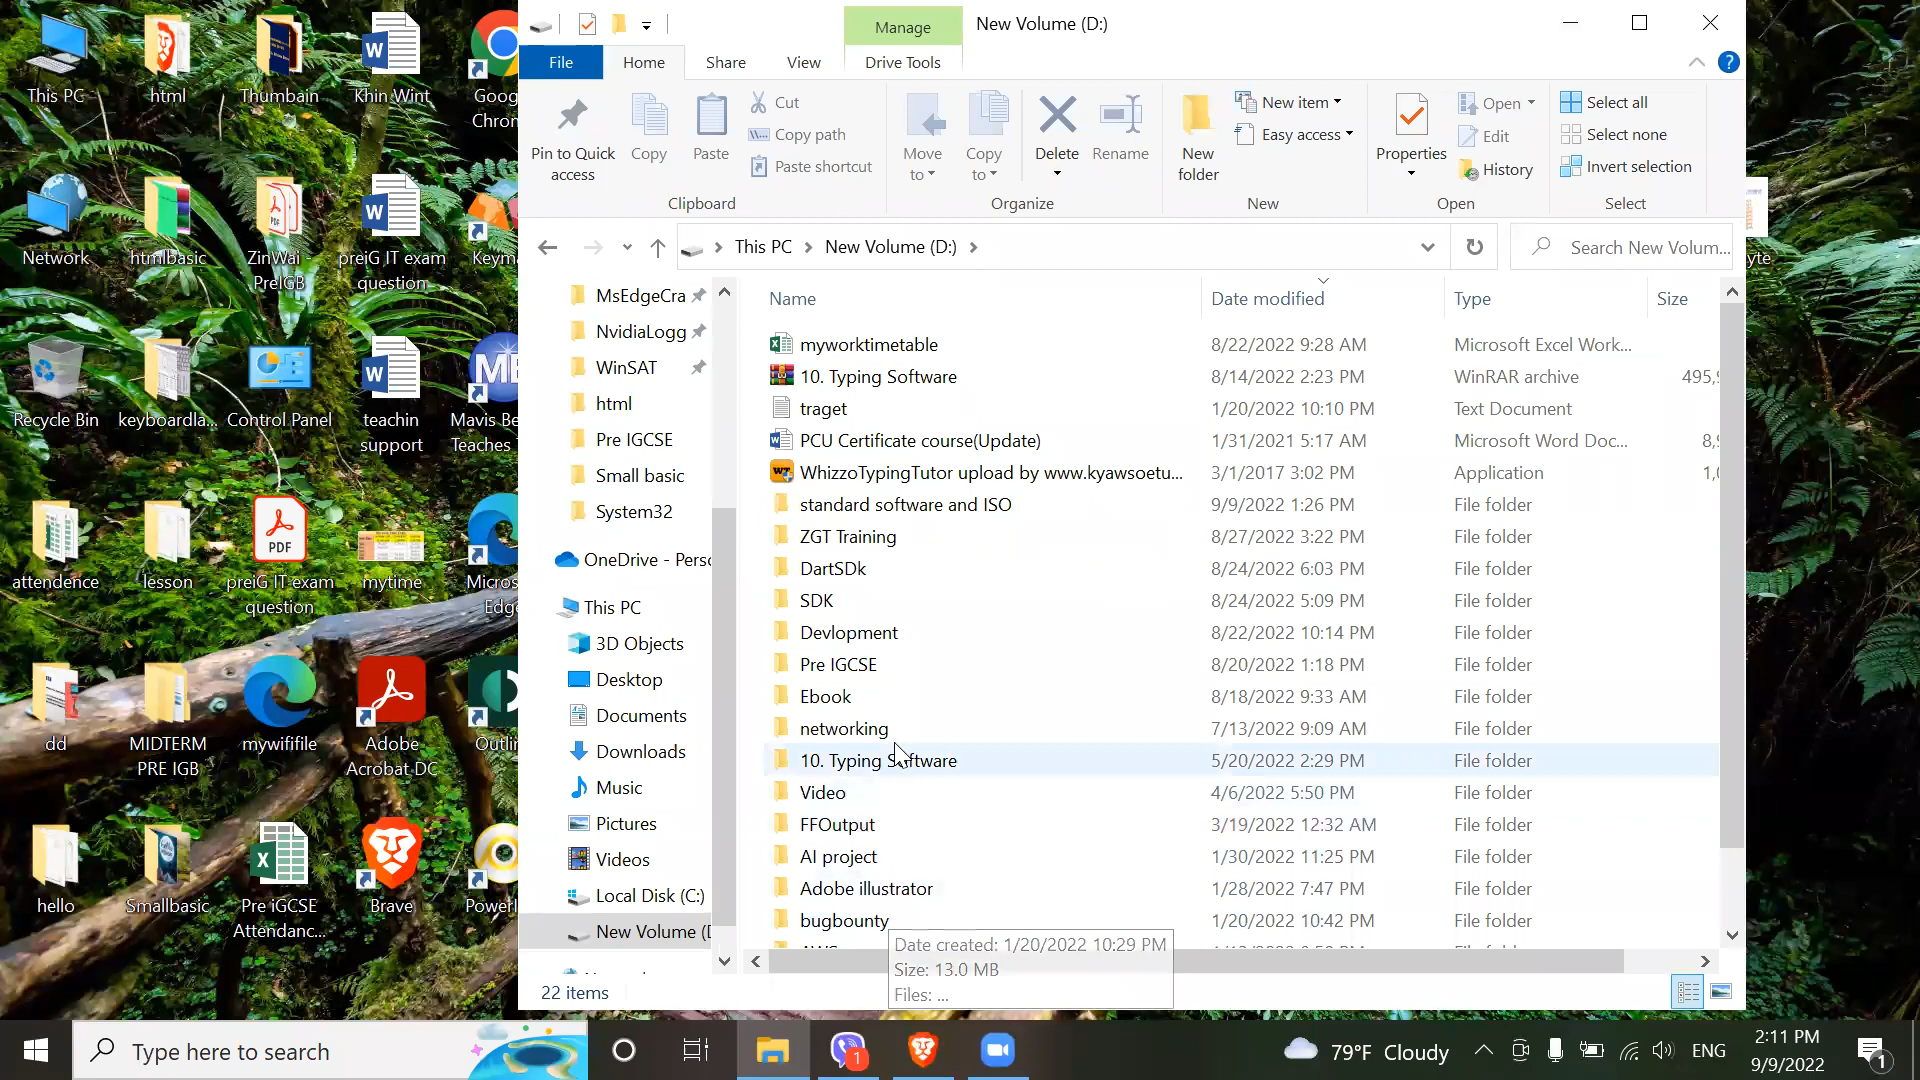 This PC
html
Thumbain
Khin Wint
Goog
Chron
Network
htmlbasic
ZinWai -
PreIGB
preiG IT exam
question
Keyma
Recycle Bin
keyboardla...
Control Panel
teachin
support
Mavis Be
Teaches
attendence
lesson
preiG IT exam
question
mytime
Micros
Edge
dd
MIDTERM
PRE IGB
mywififile
Adobe
Acrobat DC
Outlin
hello
Smallbasic
Pre iGCSE
Attendanc...
Brave
PowerI
Manage
New Volume (D:)
File
Home
Share
View
Drive Tools
Pin to Quick
access
Copy
Paste
Cut
Copy path
Paste shortcut
Clipboard
Move
to
Copy
to
Delete
Rename
Organize
New
folder
New item
Easy access
New
Properties
Open
Edit
History
Open
Select all
Select none
Invert selection
Select
This PC
New Volume (D:)
Search New Volum...
yte
MsEdgeCra
NvidiaLogg
WinSAT
html
Pre IGCSE
Small basic
System32
OneDrive - Perso
This PC
3D Objects
Desktop
Documents
Downloads
Music
Pictures
Videos
Local Disk (C:)
New Volume (D
Name Date modified Type Size
myworktimetable 8/22/2022 9:28 AM Microsoft Excel Work...
10. Typing Software 8/14/2022 2:23 PM WinRAR archive 495,9
traget 1/20/2022 10:10 PM Text Document
PCU Certificate course(Update) 1/31/2021 5:17 AM Microsoft Word Doc... 8,9
WhizzoTypingTutor upload by www.kyawsoetu... 3/1/2017 3:02 PM Application 1,0
standard software and ISO 9/9/2022 1:26 PM File folder
ZGT Training 8/27/2022 3:22 PM File folder
DartSDk 8/24/2022 6:03 PM File folder
SDK 8/24/2022 5:09 PM File folder
Devlopment 8/22/2022 10:14 PM File folder
Pre IGCSE 8/20/2022 1:18 PM File folder
Ebook 8/18/2022 9:33 AM File folder
networking 7/13/2022 9:09 AM File folder
10. Typing Software 5/20/2022 2:29 PM File folder
Video 4/6/2022 5:50 PM File folder
FFOutput 3/19/2022 12:32 AM File folder
AI project 1/30/2022 11:25 PM File folder
Adobe illustrator 1/28/2022 7:47 PM File folder
bugbounty 1/20/2022 10:42 PM File folder
Date created: 1/20/2022 10:29 PM
Size: 13.0 MB
Files: ...
22 items
Type here to search
1
79°F Cloudy
ENG
2:11 PM
9/9/2022
1